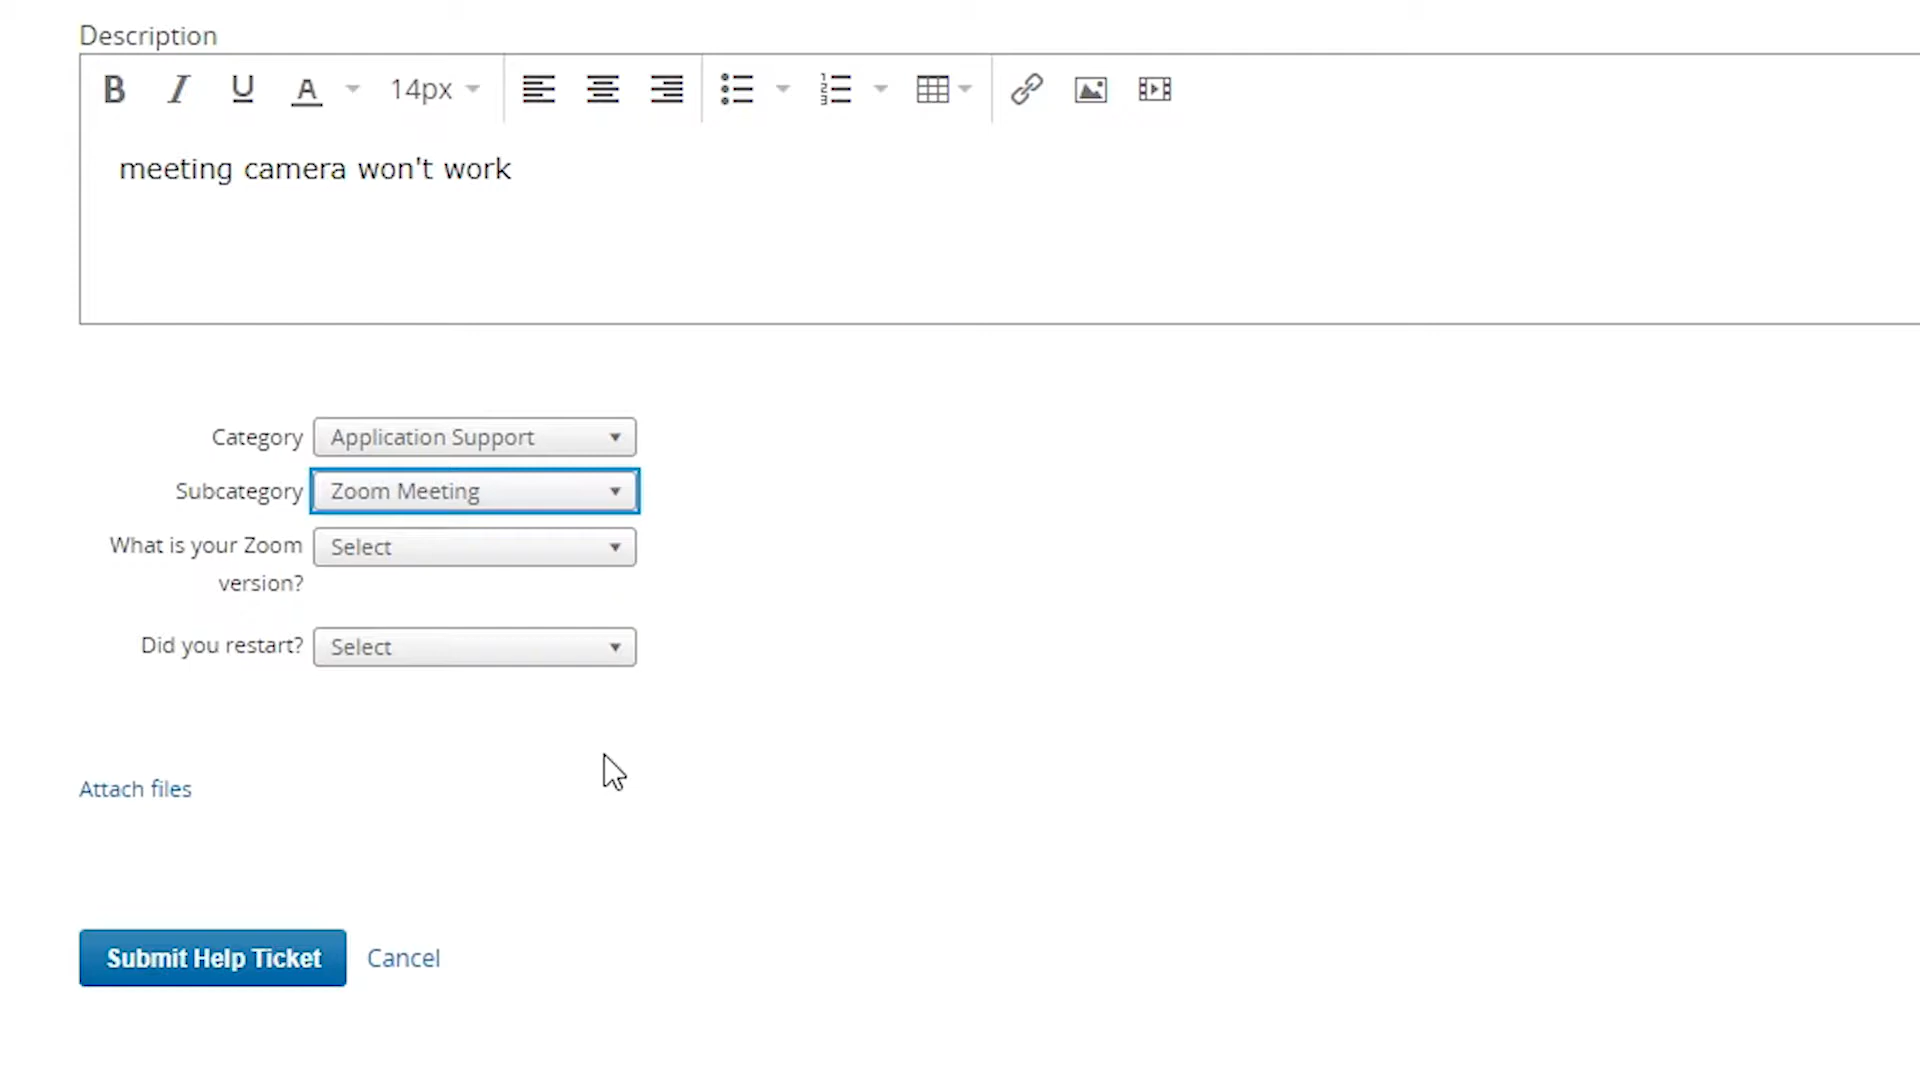 Description
B I U A 14px
meeting camera won't work
Category Application Support
Subcategory Zoom Meeting
What is your Zoom version? Select
Did you restart? Select
Attach files
Submit Help Ticket Cancel